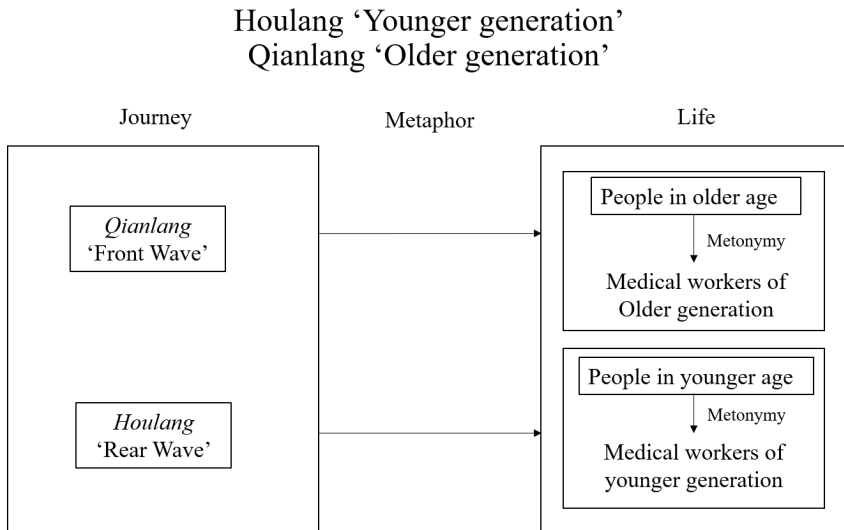 Houlang ‘Younger generation’
Qianlang ‘Older generation’
Journey
Metaphor
Life
Qianlang
‘Front Wave’
People in older age
Metonymy
Medical workers of
Older generation
Houlang
‘Rear Wave’
People in younger age
Metonymy
Medical workers of
younger generation